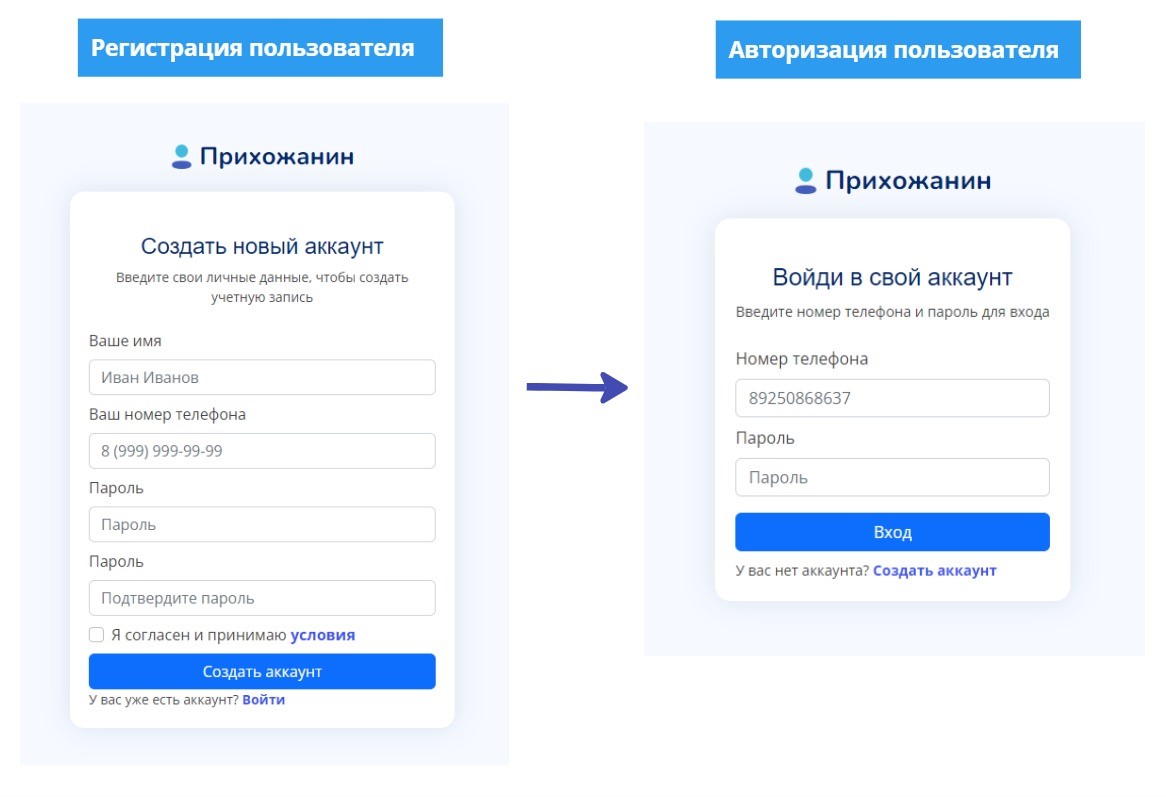 Регистрация пользователя
Прихожанин
Создать новый аккаунт
Введите свои личные данные, чтобы создать
учетную запись
Ваше имя
Иван Иванов
Ваш номер телефона
8 (999) 999-99-99
Пароль
Пароль
Пароль
Подтвердите пароль
Я согласен и принимаю условия
Создать аккаунт
У вас уже есть аккаунт? Войти
Авторизация пользователя
Прихожанин
Войди в свой аккаунт
Введите номер телефона и пароль для входа
Номер телефона
89250868637
Пароль
Пароль
Вход
У вас нет аккаунта? Создать аккаунт